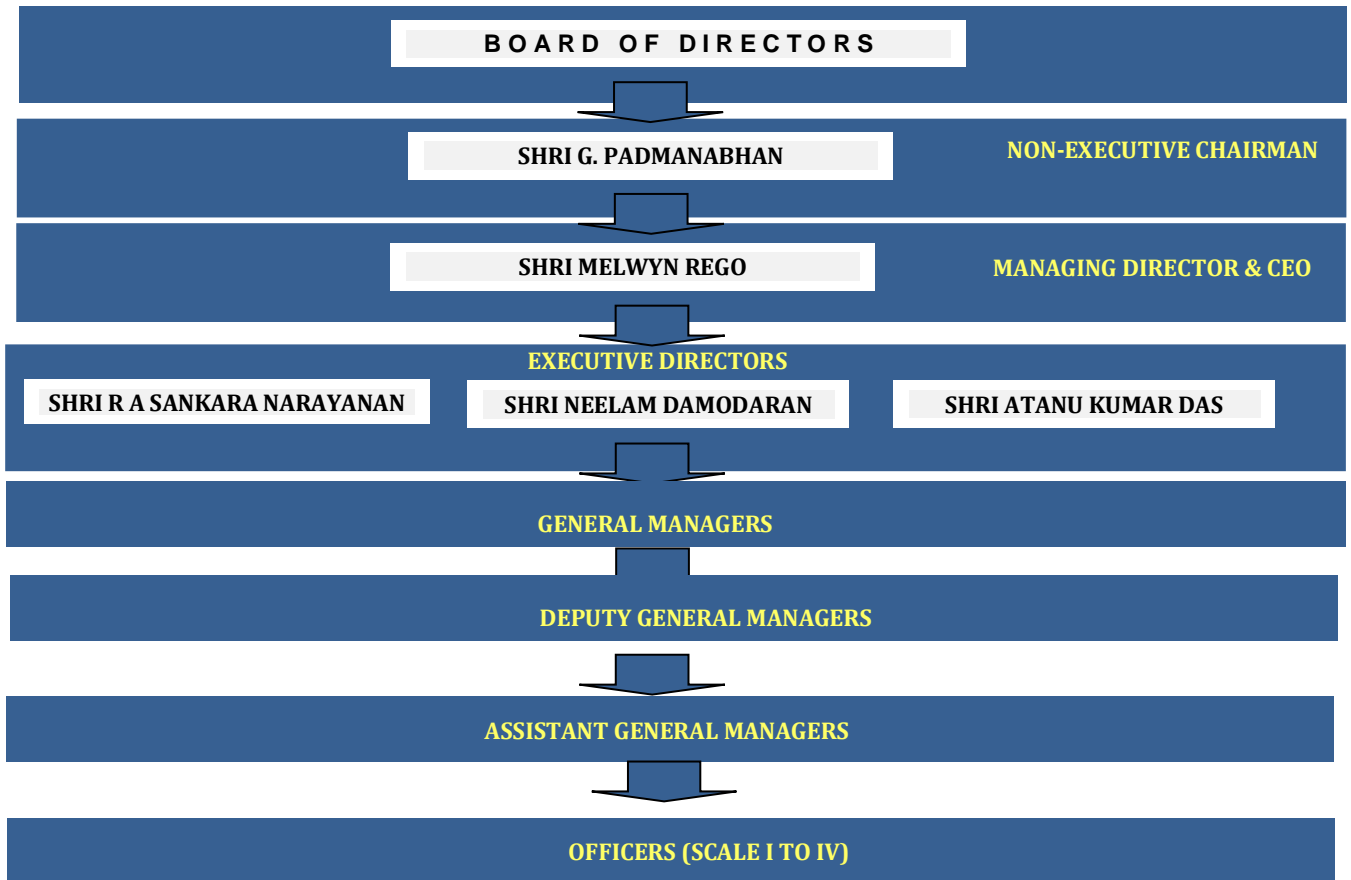 BOARD OF DIRECTORS
SHRI G. PADMANABHAN
NON-EXECUTIVE CHAIRMAN
SHRI MELWYN REGO
MANAGING DIRECTOR & CEO
EXECUTIVE DIRECTORS
SHRI R A SANKARA NARAYANAN
SHRI NEELAM DAMODARAN
SHRI ATANU KUMAR DAS
GENERAL MANAGERS
DEPUTY GENERAL MANAGERS
ASSISTANT GENERAL MANAGERS
OFFICERS (SCALE I TO IV)